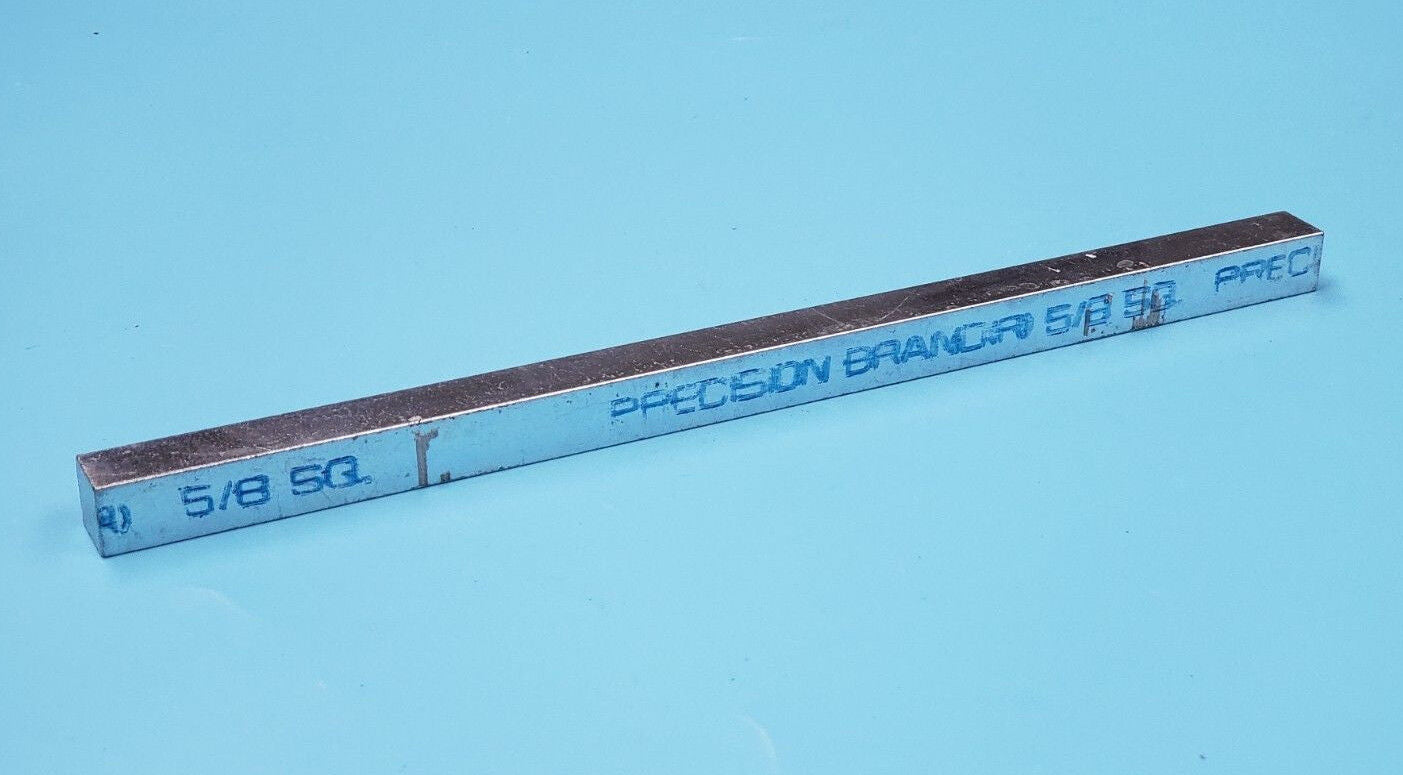 R) 5/8 SQ. PRECISION BRAND(R) 5/8 SQ. PREC